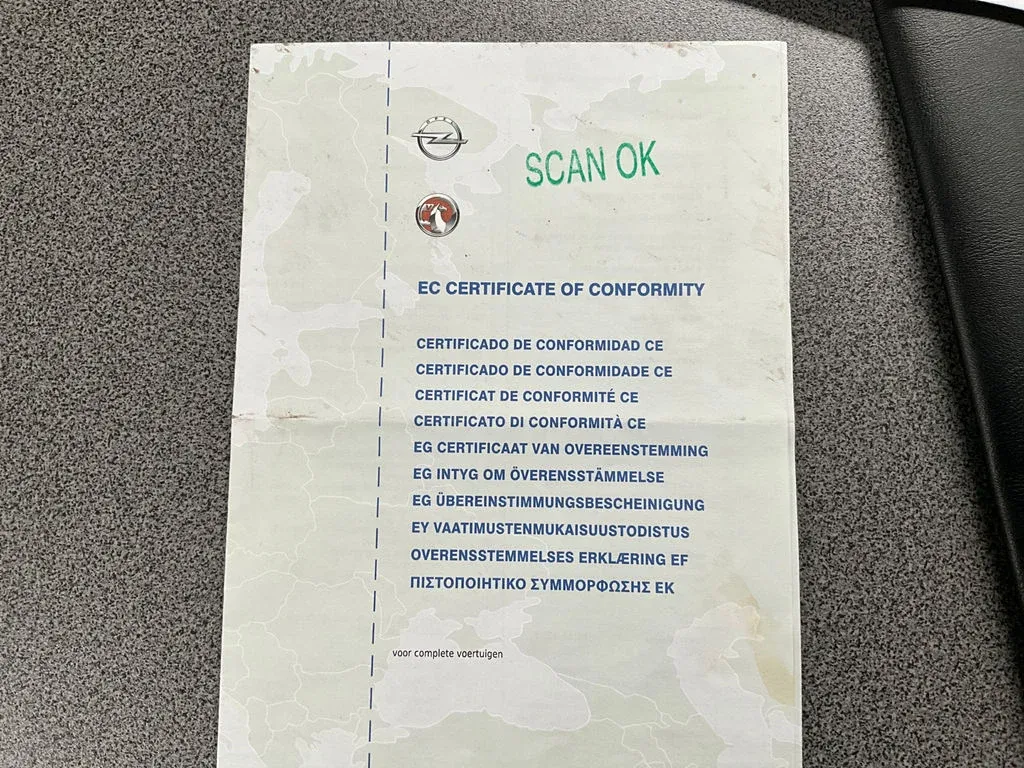 SCAN OK
EC CERTIFICATE OF CONFORMITY
CERTIFICADO DE CONFORMIDAD CE
CERTIFICADO DE CONFORMIDADE CE
CERTIFICAT DE CONFORMITÉ CE
CERTIFICATO DI CONFORMITÀ CE
EG CERTIFICAAT VAN OVEREENSTEMMING
EG INTYG OM ÖVERENSSTÄMMELSE
EG ÜBEREINSTIMMUNGSBESCHEINIGUNG
EY VAATIMUSTENMUKAISUUSTODISTUS
OVERENSSTEMMELSES ERKLÆRING EF
ΠΙΣΤΟΠΟΙΗΤΙΚΟ ΣΥΜΜΟΡΦΩΣΗΣ ΕΚ
voor complete voertuigen